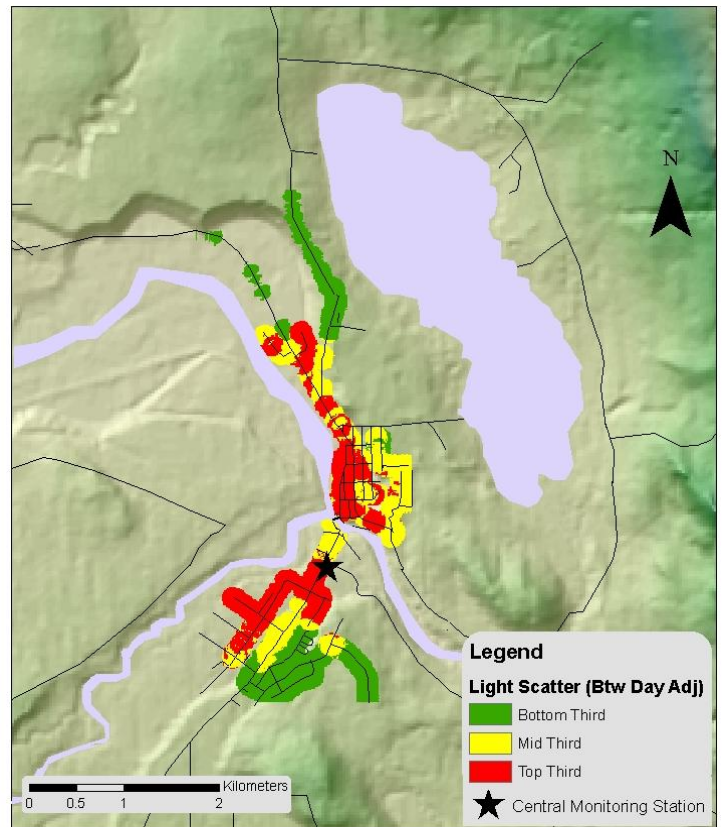 N
Legend
Light Scatter (Btw Day Adj)
Bottom Third
Mid Third
Top Third
Central Monitoring Station
Kilometers
0 0.5 1 2